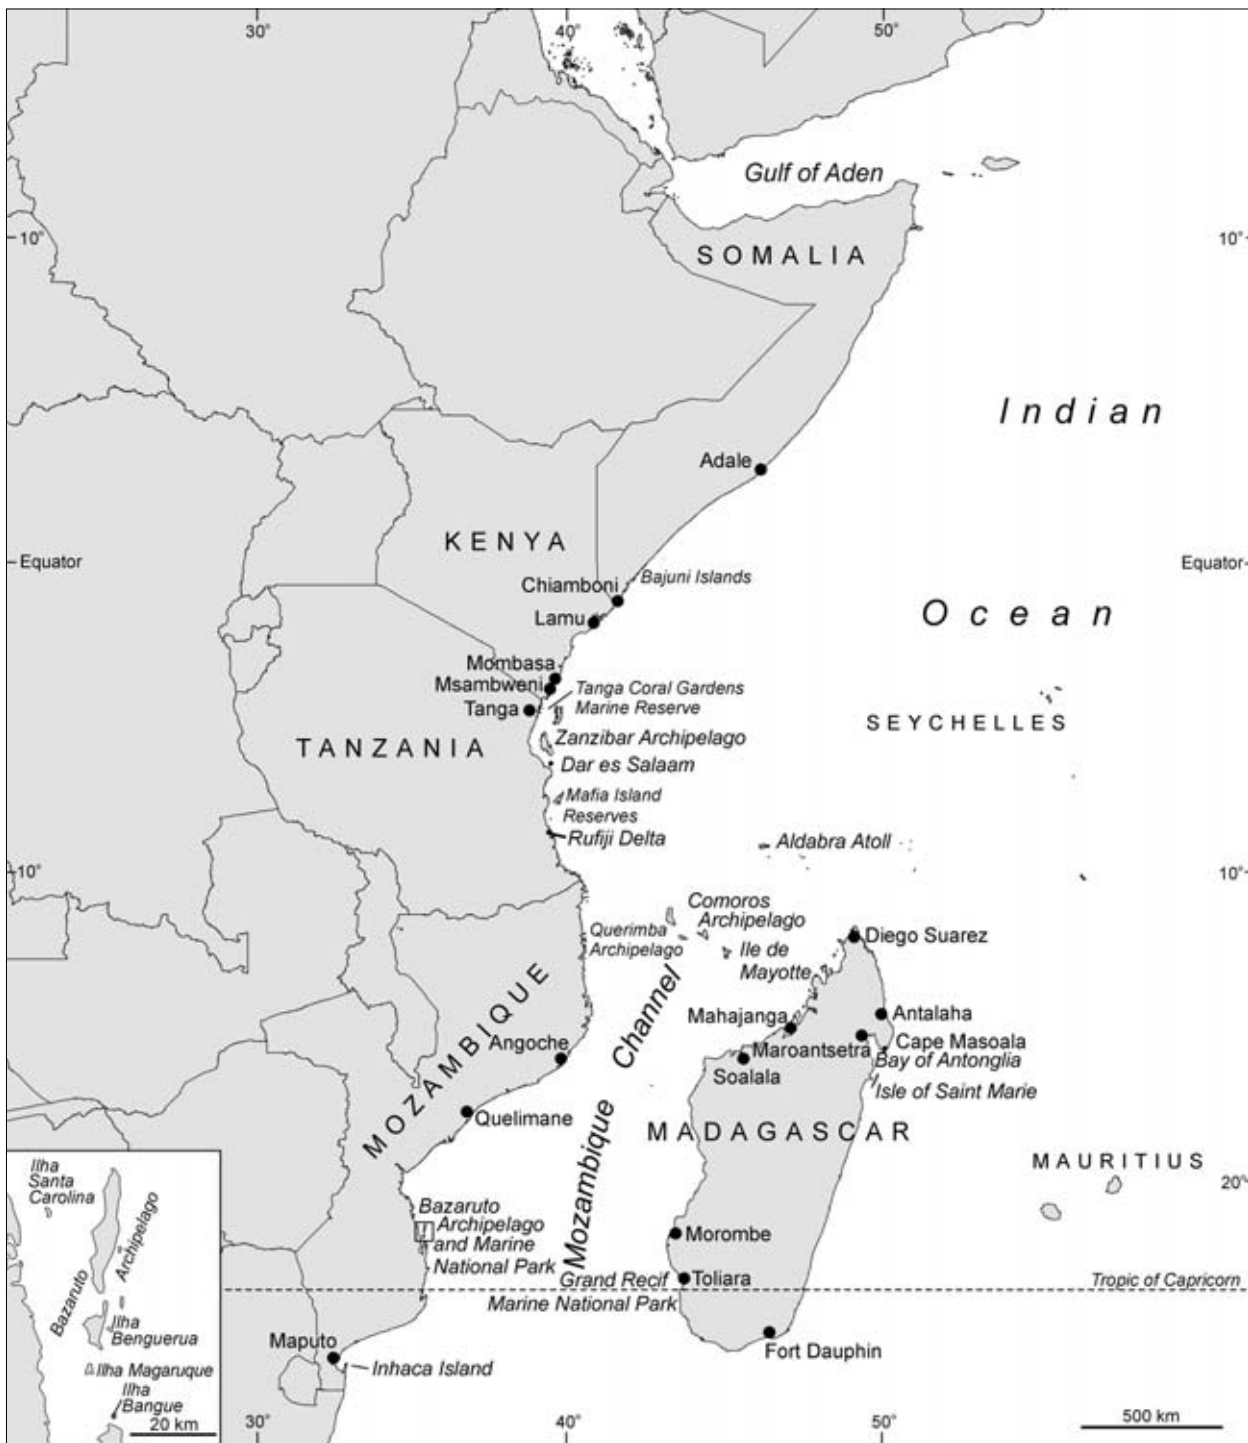 30°
40°
50°
Gulf of Aden
10°
SOMALIA
10°
Indian
Adale
KENYA
Equator
Equator
Chiamboni
Bajuni Islands
Lamu
Ocean
Mombasa
Msambweni
Tanga
Tanga Coral Gardens
Marine Reserve
SEYCHELLES
TANZANIA
Zanzibar Archipelago
Dar es Salaam
Mafia Island
Reserves
Rufiji Delta
Aldabra Atoll
10°
10°
Comoros
Archipelago
Querimba
Archipelago
Ile de
Mayotte
Diego Suarez
MOZAMBIQUE
Mozambique Channel
Mahajanga
Antalaha
Angoche
Maroantsetra
Cape Masoala
Soalala
Bay of Antonglia
Isle of Saint Marie
Quelimane
MADAGASCAR
MAURITIUS
20°
Bazaruto
Archipelago
and Marine
National Park
Morombe
Grand Recif
Marine National Park
Toliara
Tropic of Capricorn
Maputo
Inhaca Island
Fort Dauphin
Ilha
Santa
Carolina
Bazaruto
Archipelago
Ilha
Benguerua
Ilha Magaruque
Ilha
Bangue
20 km
30°
40°
50°
500 km